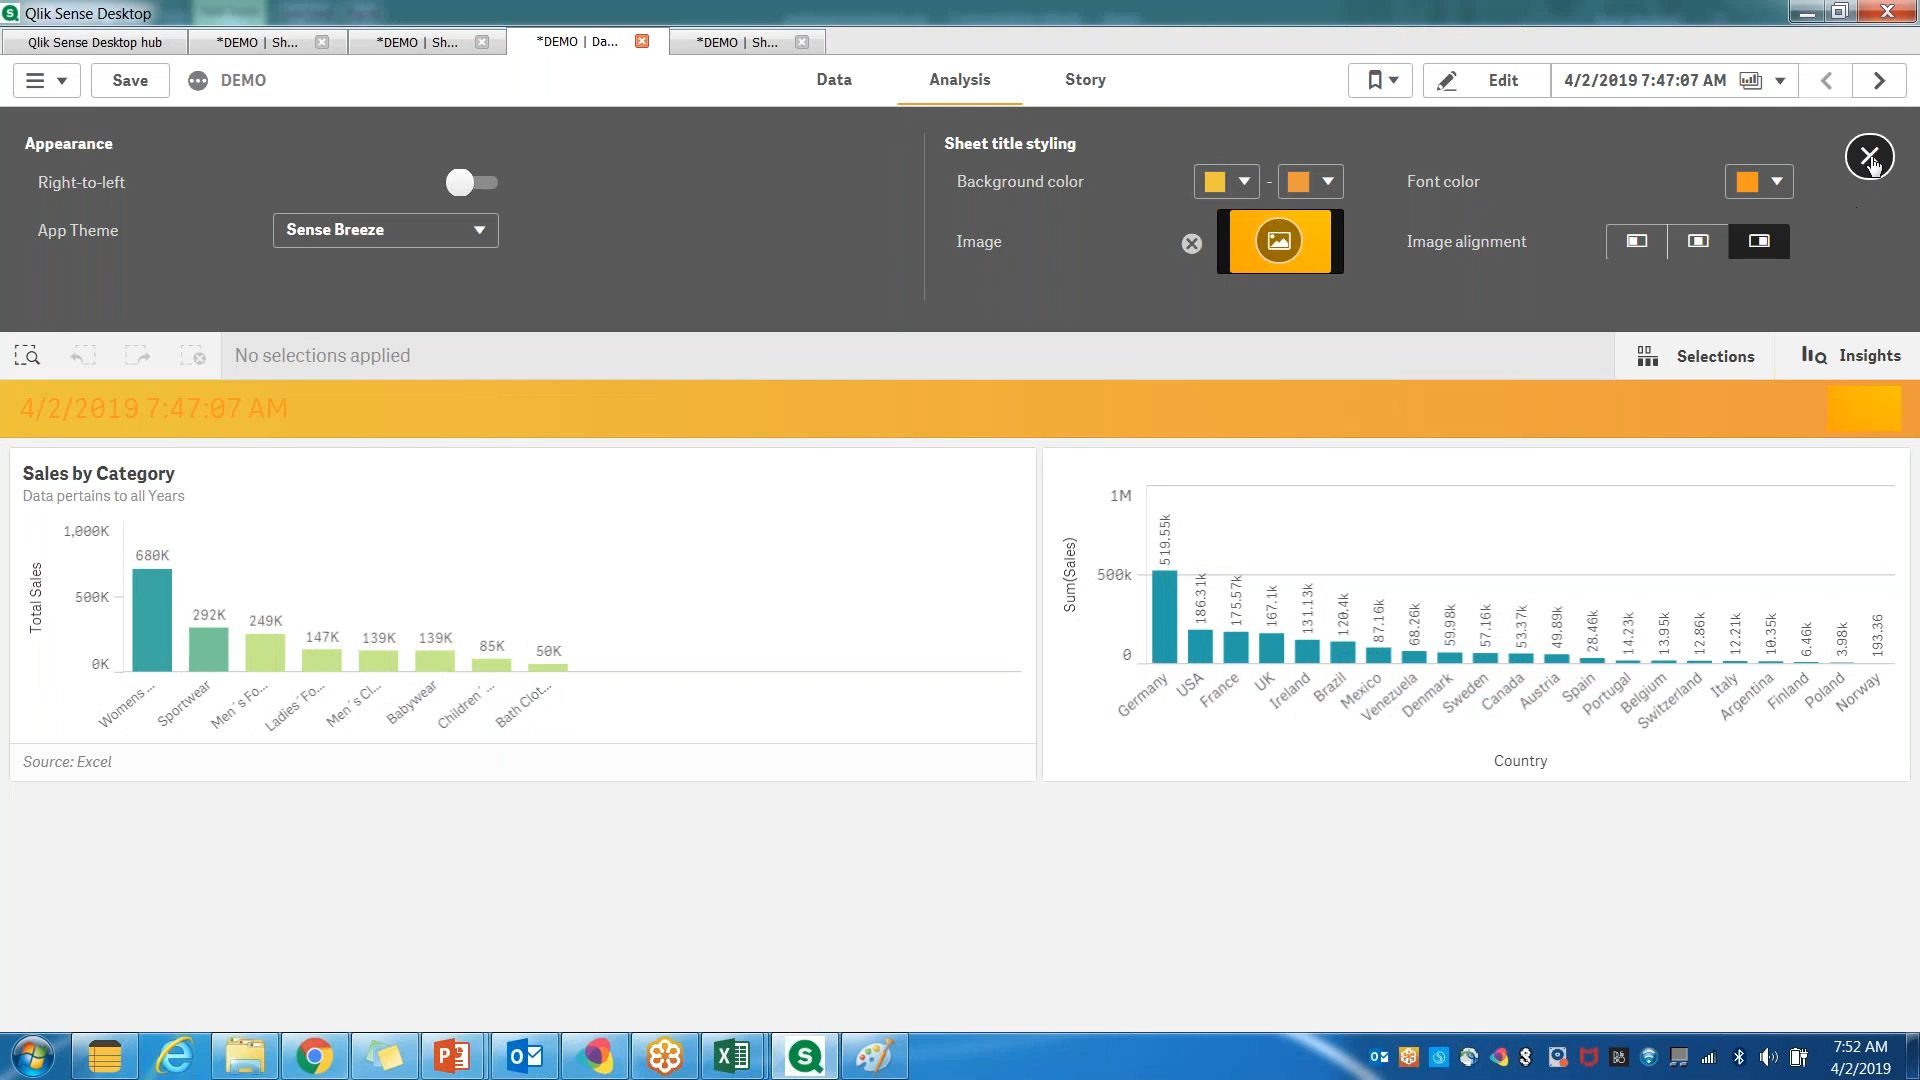 Qlik Sense Desktop
Qlik Sense Desktop hub
*DEMO | Sh...
*DEMO | Sh...
*DEMO | Da...
*DEMO | Sh...
Save
DEMO
Data
Analysis
Story
Edit
4/2/2019 7:47:07 AM
Appearance
Right-to-left
App Theme
Sense Breeze
Sheet title styling
Background color
-
Font color
Image
Image alignment
No selections applied
Selections
Insights
4/2/2019 7:47:07 AM
Sales by Category
Data pertains to all Years
Total Sales
1,000K
500K
0K
680K
292K
249K
147K
139K
139K
85K
50K
Womens ...
Sportwear
Men´s Fo...
Ladies´Fo...
Men´s Cl...
Babywear
Children´ ...
Bath Clot...
Source: Excel
Sum(Sales)
1M
500k
0
519.55k
186.31k
175.57k
167.1k
131.13k
120.4k
87.16k
68.26k
59.98k
57.16k
53.37k
49.89k
28.46k
14.23k
13.95k
12.86k
12.21k
10.35k
6.46k
3.98k
193.36
Germany
USA
France
UK
Ireland
Brazil
Mexico
Venezuela
Denmark
Sweden
Canada
Austria
Spain
Portugal
Belgium
Switzerland
Italy
Argentina
Finland
Poland
Norway
Country
7:52 AM
4/2/2019